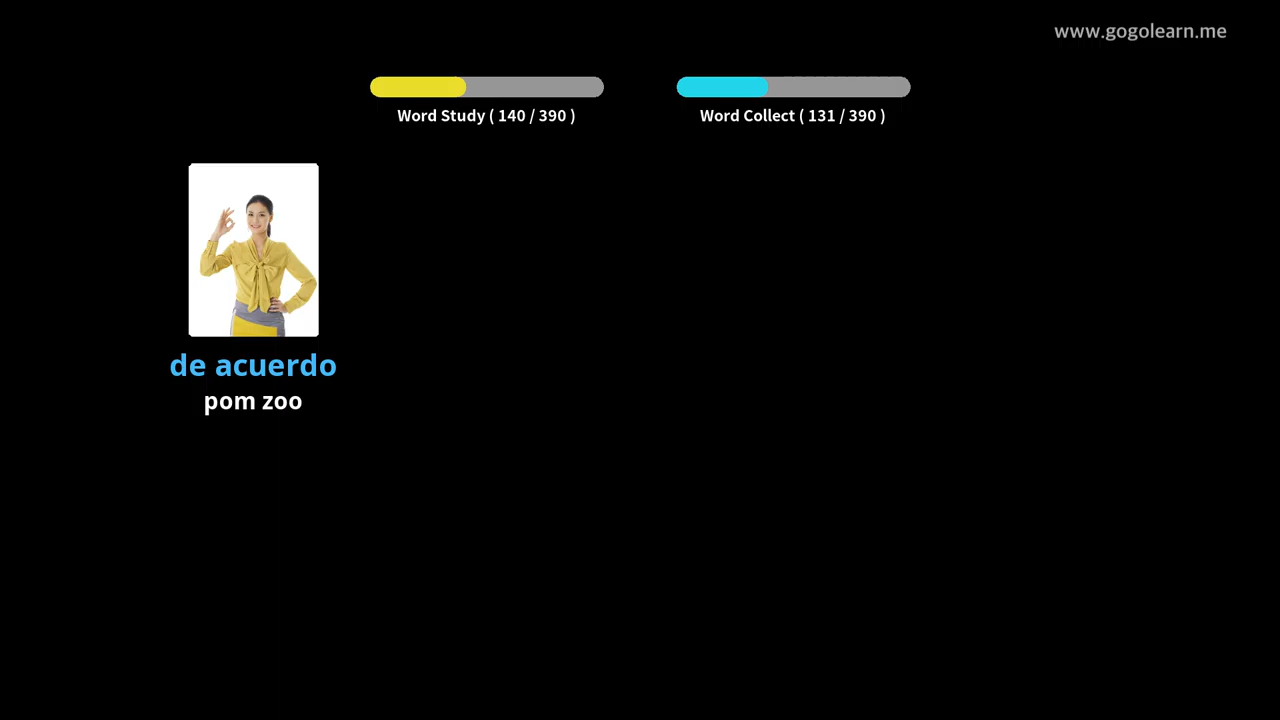 www.gogolearn.me
Word Study ( 140 / 390 )
Word Collect ( 131 / 390 )
de acuerdo
pom zoo